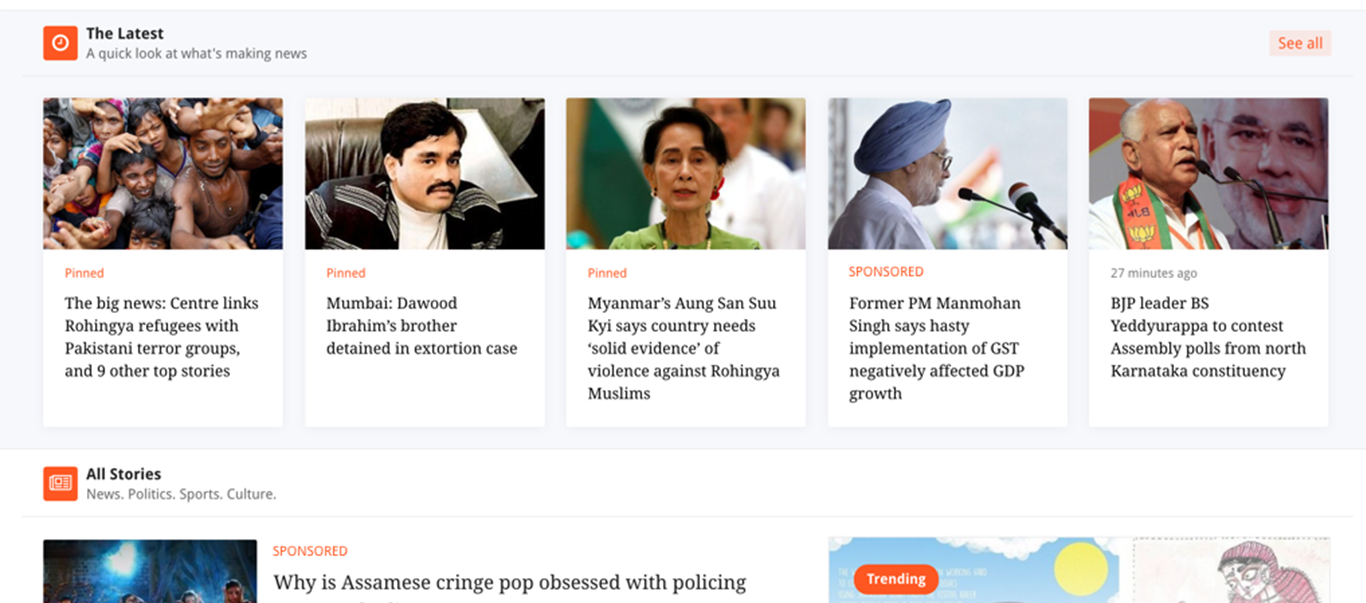 The Latest
A quick look at what's making news
See all
Pinned
The big news: Centre links
Rohingya refugees with
Pakistani terror groups,
and 9 other top stories
Pinned
Mumbai: Dawood
Ibrahim’s brother
detained in extortion case
Pinned
Myanmar’s Aung San Suu
Kyi says country needs
‘solid evidence’ of
violence against Rohingya
Muslims
SPONSORED
Former PM Manmohan
Singh says hasty
implementation of GST
negatively affected GDP
growth
27 minutes ago
BJP leader BS
Yeddyurappa to contest
Assembly polls from north
Karnataka constituency
All Stories
News. Politics. Sports. Culture.
SPONSORED
Why is Assamese cringe pop obsessed with policing
Trending